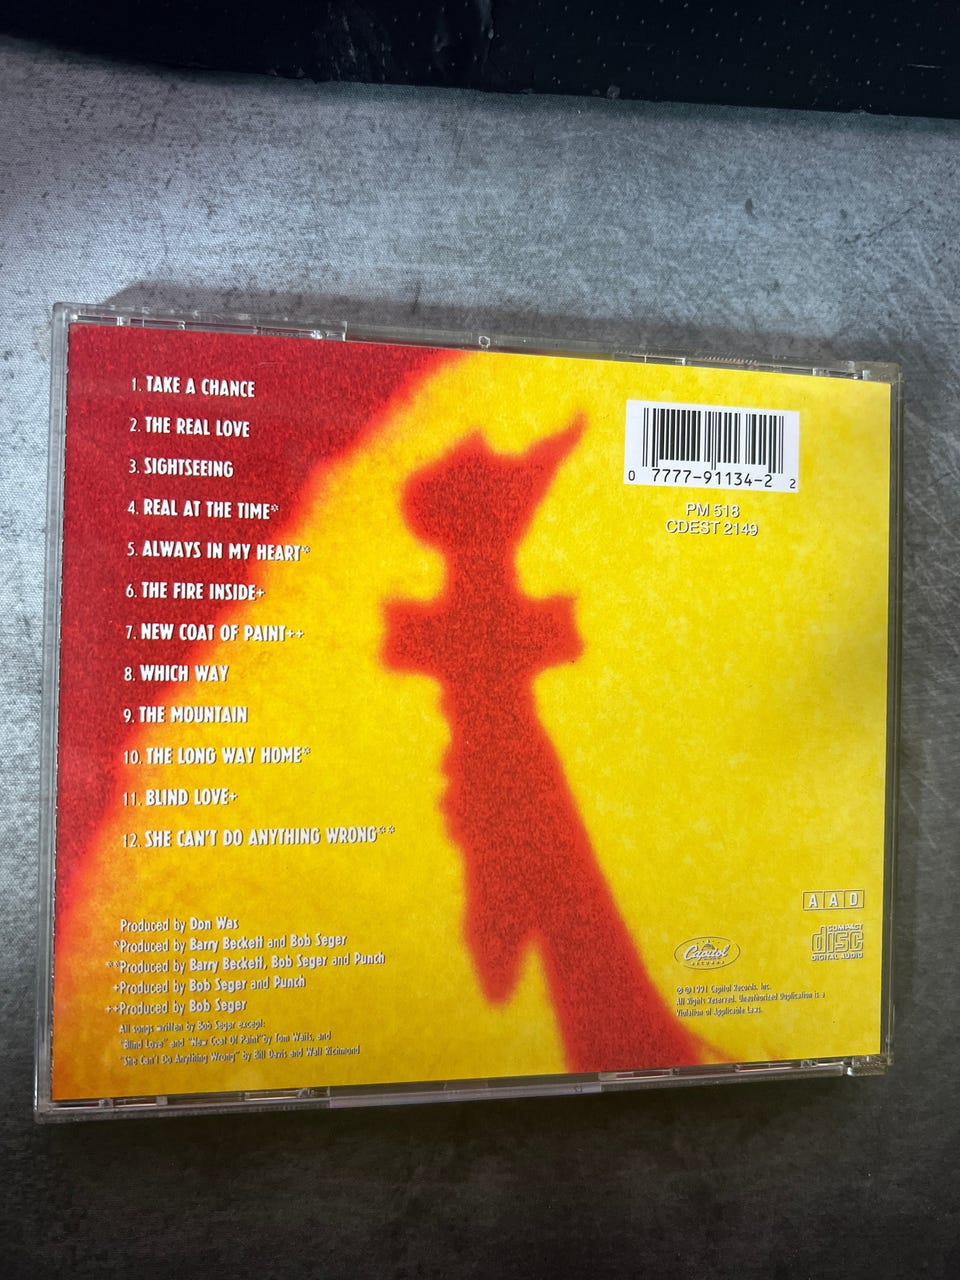 1. TAKE A CHANCE
2. THE REAL LOVE
3. SIGHTSEEING
4. REAL AT THE TIME*
5. ALWAYS IN MY HEART*
6. THE FIRE INSIDE+
7. NEW COAT OF PAINT++
8. WHICH WAY
9. THE MOUNTAIN
10. THE LONG WAY HOME*
11. BLIND LOVE+
12. SHE CAN'T DO ANYTHING WRONG**
Produced by Don Was
*Produced by Barry Beckett and Bob Seger
**Produced by Barry Beckett, Bob Seger and Punch
+Produced by Bob Seger and Punch
++Produced by Bob Seger
All songs written by Bob Seger except:
"Blind Love" and "New Coat Of Paint" by Tom Waits, and
"She Can't Do Anything Wrong" by Bill Davis and Walt Richmond
0 7777-91134-2 2
PM 518
CDEST 2149
AAD
COMPACT
disc
DIGITAL AUDIO
Capitol
RECORDS
℗ © 1991 Capitol Records, Inc.
All Rights Reserved. Unauthorized Duplication is a
Violation of Applicable Laws.